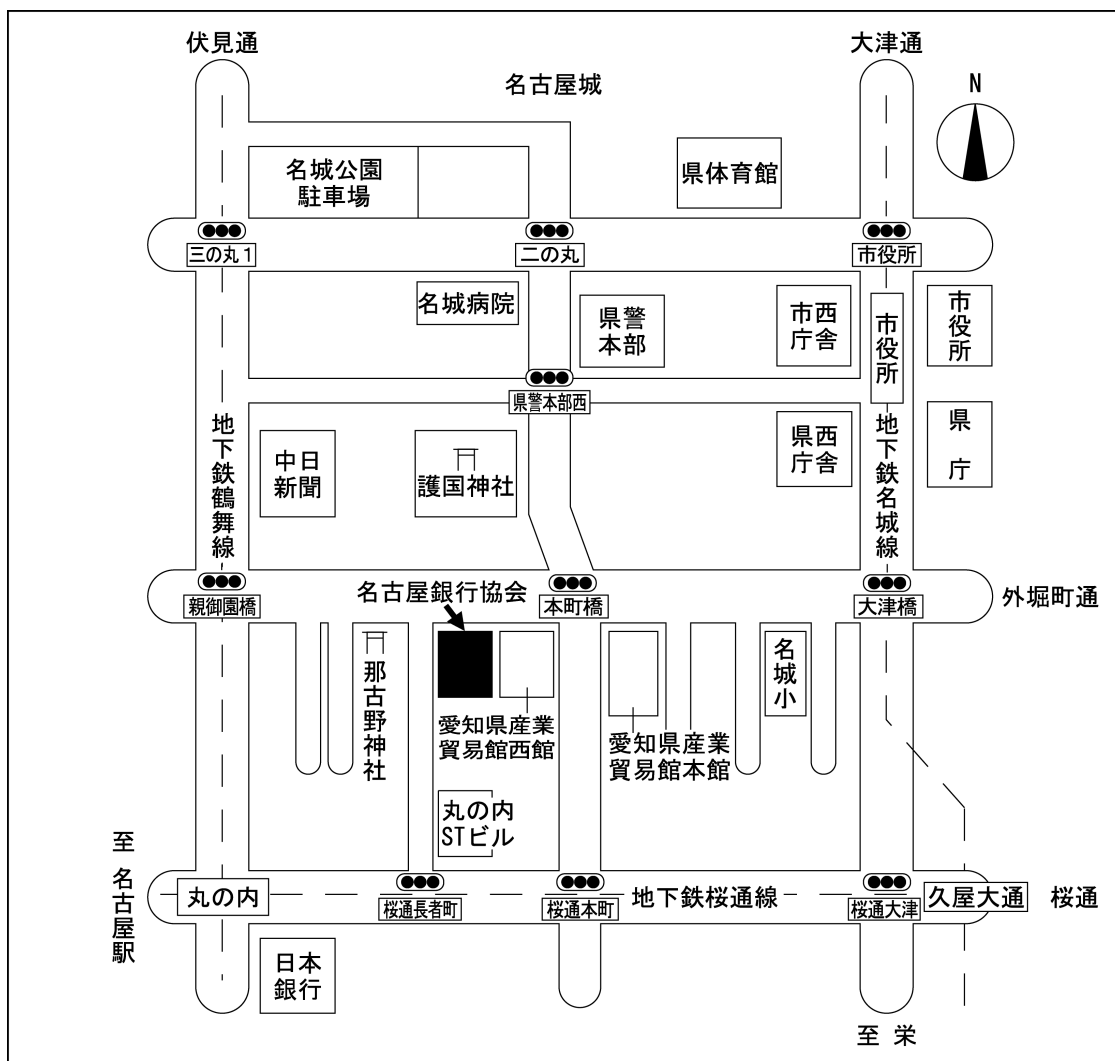 伏見通
大津通
名古屋城
N
名城公園
駐車場
県体育館
三の丸1
二の丸
市役所
名城病院
県警
本部
市西
庁舎
市役所
市役所
県警本部西
地下鉄鶴舞線
中日
新聞
護国神社
県西
庁舎
地下鉄名城線
県庁
名古屋銀行協会
親御園橋
本町橋
大津橋
外堀町通
那古野神社
名城小
愛知県産業
貿易館西館
愛知県産業
貿易館本館
丸の内
STビル
至 名古屋駅
丸の内
桜通長者町
桜通本町
地下鉄桜通線
桜通大津
久屋大通
桜通
日本
銀行
至 栄